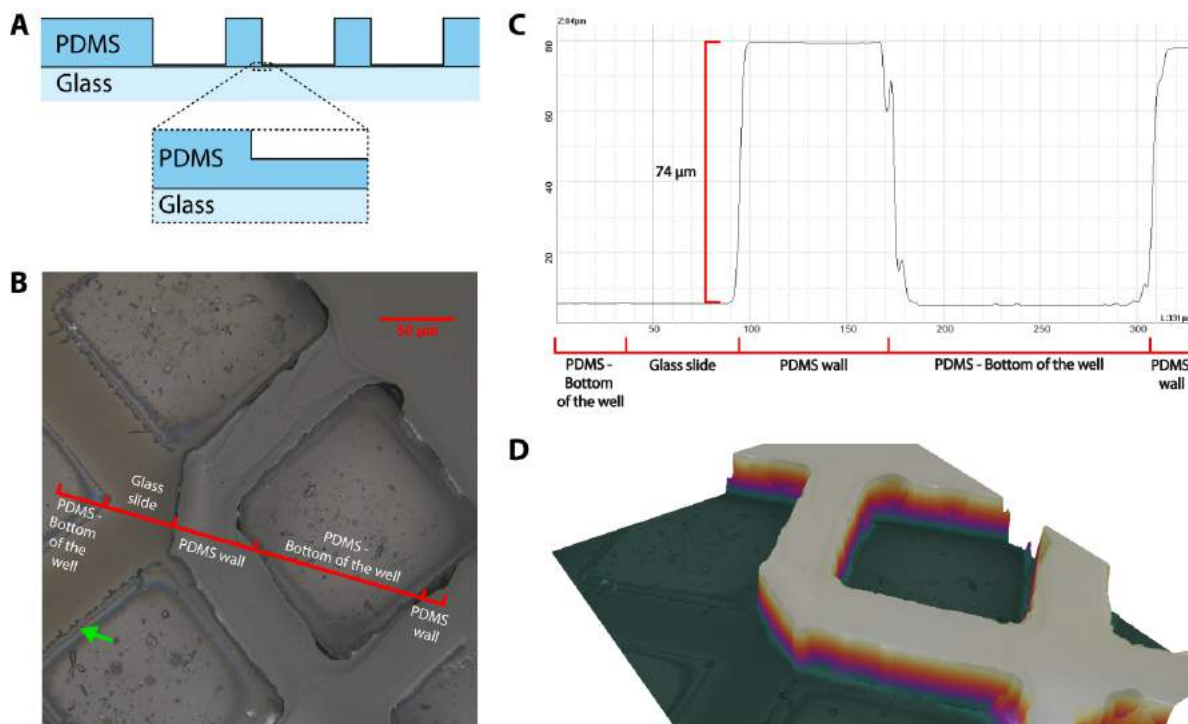 A
PDMS
Glass
PDMS
Glass
B
50 μm
Glass
slide
PDMS -
Bottom
of the
well
PDMS wall
PDMS -
Bottom of the well
PDMS
wall
C
Z:84μm
80
60
40
20
74 μm
50
100
150
200
250
300
PDMS -
Bottom
of the well
Glass slide
PDMS wall
PDMS - Bottom of the well
PDMS
wall
D